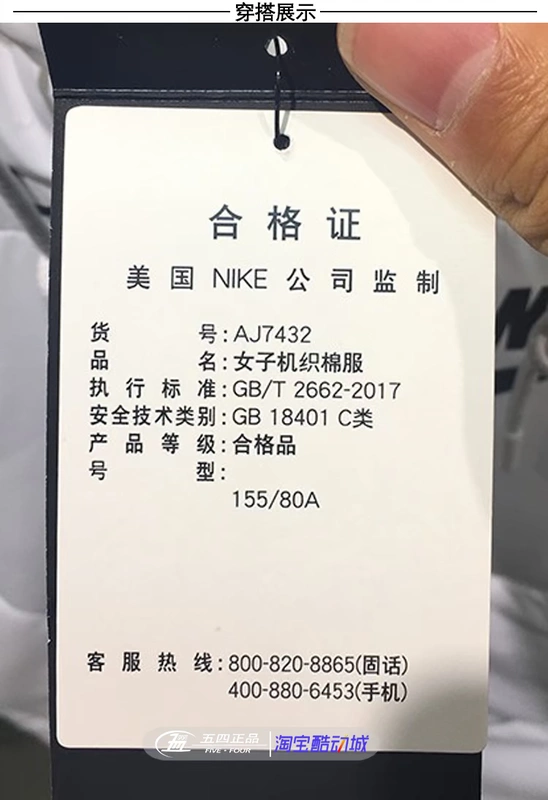 穿搭展示
合格证
美国 NIKE 公司监制
货号:AJ7432
品名:女子机织棉服
执行标准:GB/T 2662-2017
安全技术类别:GB 18401 C类
产品等级:合格品
号型:
155/80A
客服热线:800-820-8865(固话)
400-880-6453(手机)
五四正品 淘宝酷动城
FIVE·FOUR